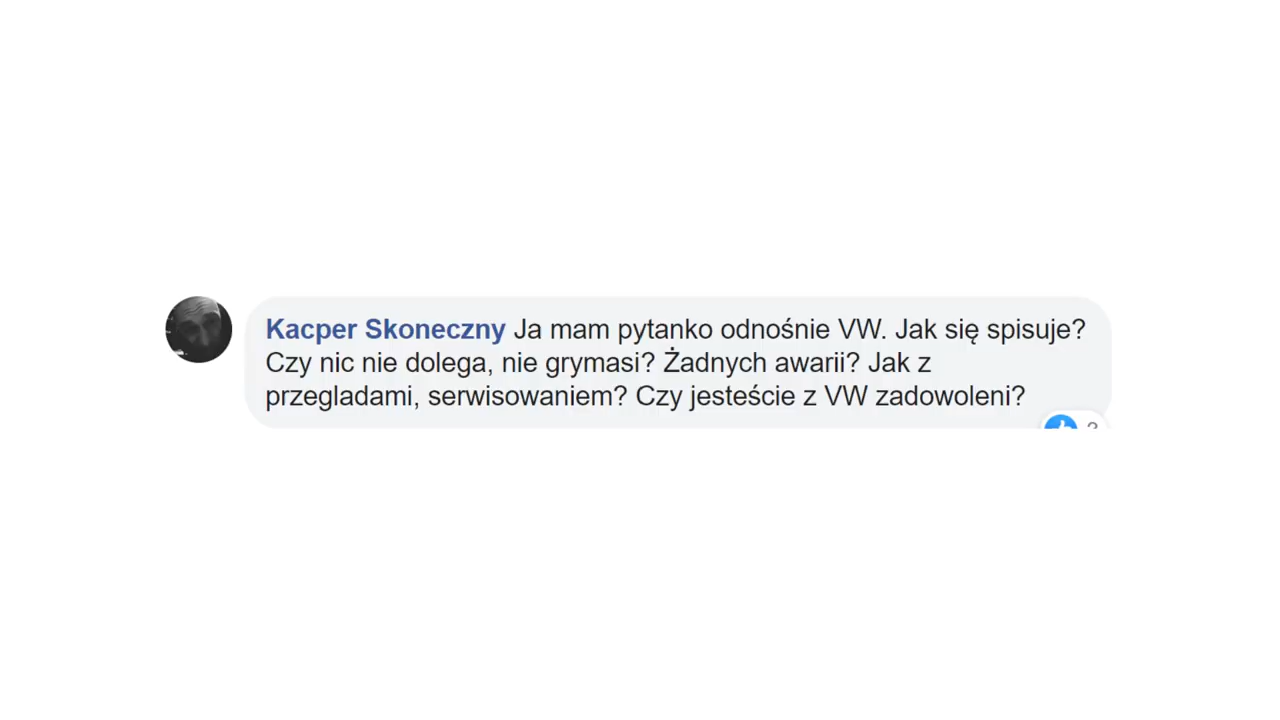 Kacper Skoneczny Ja mam pytanko odnośnie VW. Jak się spisuje?
Czy nic nie dolega, nie grymasi? Żadnych awarii? Jak z
przegladami, serwisowaniem? Czy jesteście z VW zadowoleni?